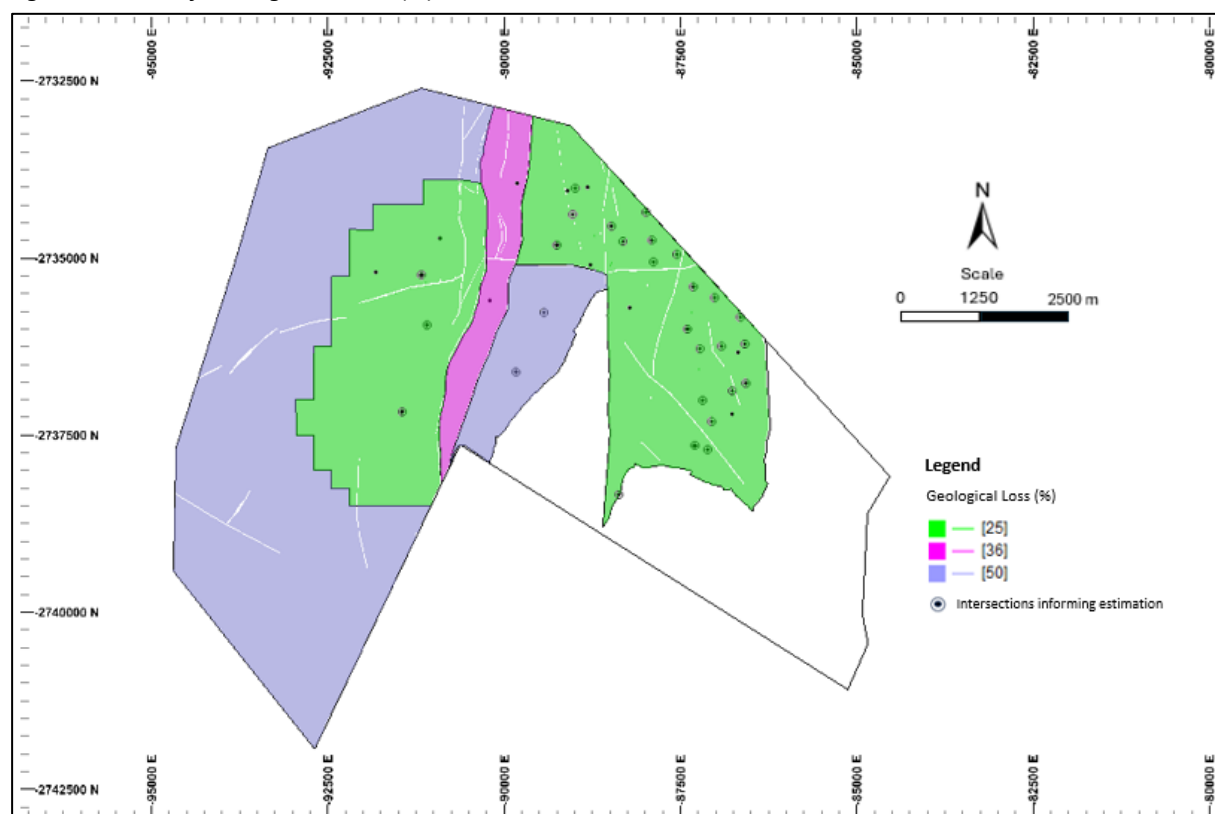 -95000 E -92500 E -90000 E -87500 E -85000 E -82500 E -80000 E
-2732500 N
-2735000 N
-2737500 N
-2740000 N
-2742500 N
N
Scale
0 1250 2500 m
Legend
Geological Loss (%)
[25]
[36]
[50]
Intersections informing estimation
-95000 E -92500 E -90000 E -87500 E -85000 E -82500 E -80000 E